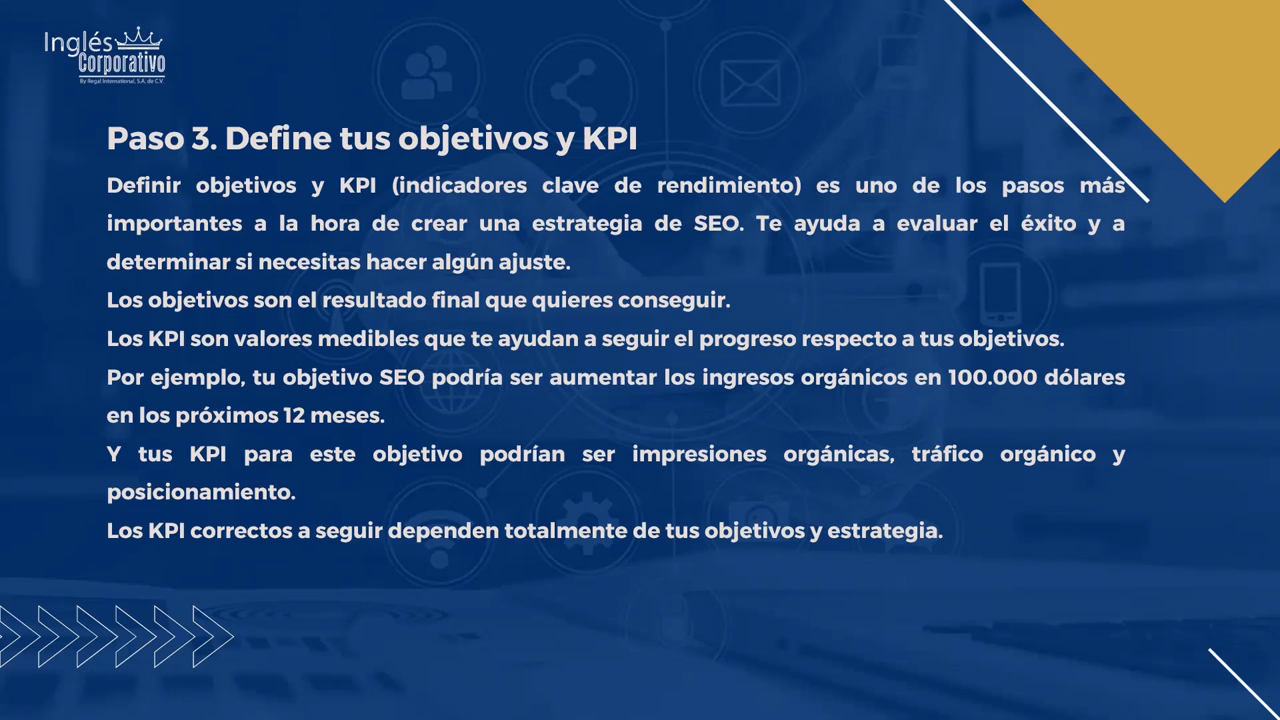 Inglés
Corporativo
By Regal International, S.A. de C.V.
Paso 3. Define tus objetivos y KPI
Definir objetivos y KPI (indicadores clave de rendimiento) es uno de los pasos más
importantes a la hora de crear una estrategia de SEO. Te ayuda a evaluar el éxito y a
determinar si necesitas hacer algún ajuste.
Los objetivos son el resultado final que quieres conseguir.
Los KPI son valores medibles que te ayudan a seguir el progreso respecto a tus objetivos.
Por ejemplo, tu objetivo SEO podría ser aumentar los ingresos orgánicos en 100.000 dólares
en los próximos 12 meses.
Y tus KPI para este objetivo podrían ser impresiones orgánicas, tráfico orgánico y
posicionamiento.
Los KPI correctos a seguir dependen totalmente de tus objetivos y estrategia.